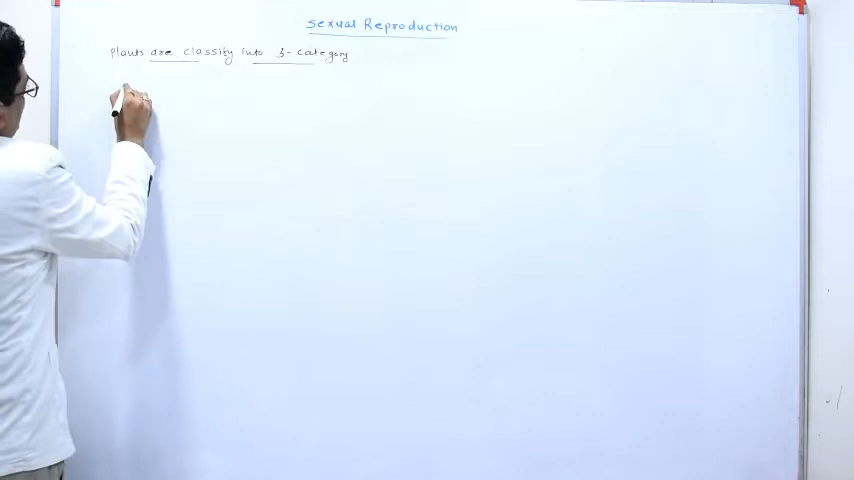 Sexual Reproduction
Plants are classify into 3- category